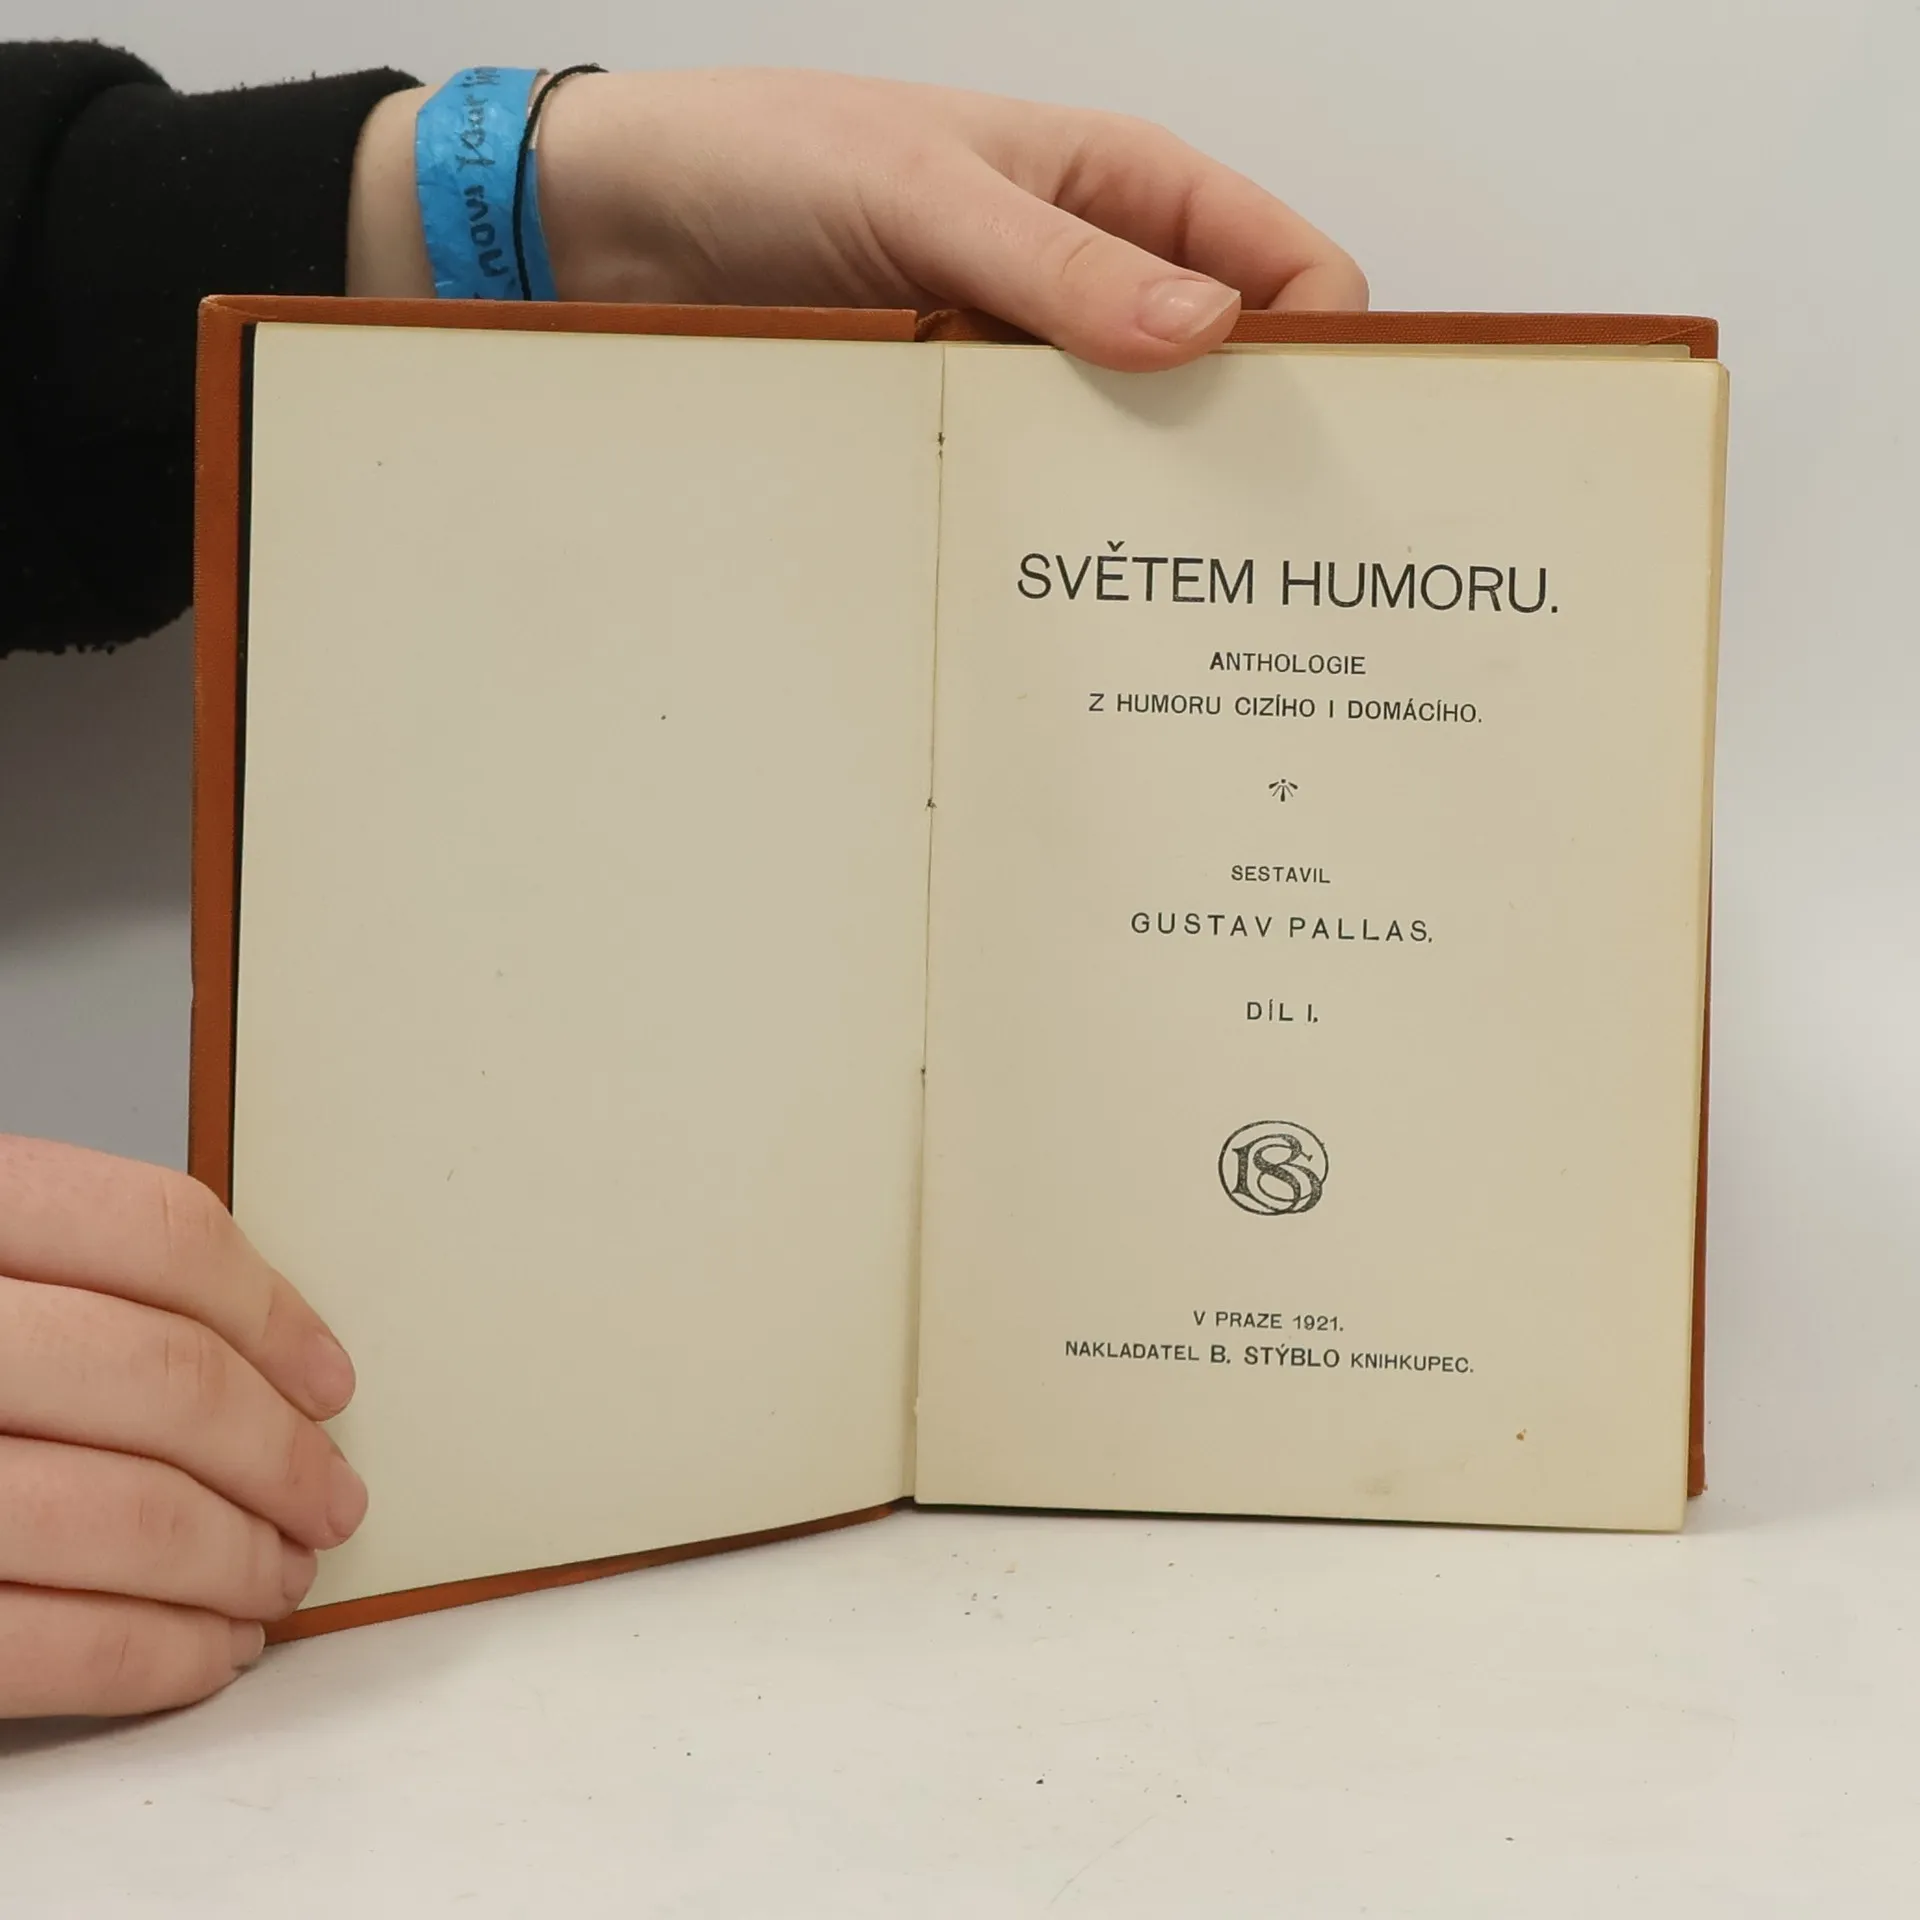 SVĚTEM HUMORU.
ANTHOLOGIE
Z HUMORU CIZÍHO I DOMÁCÍHO.
SESTAVIL
GUSTAV PALLAS.
DÍL I.
V PRAZE 1921.
NAKLADATEL B. STÝBLO KNIHKUPEC.